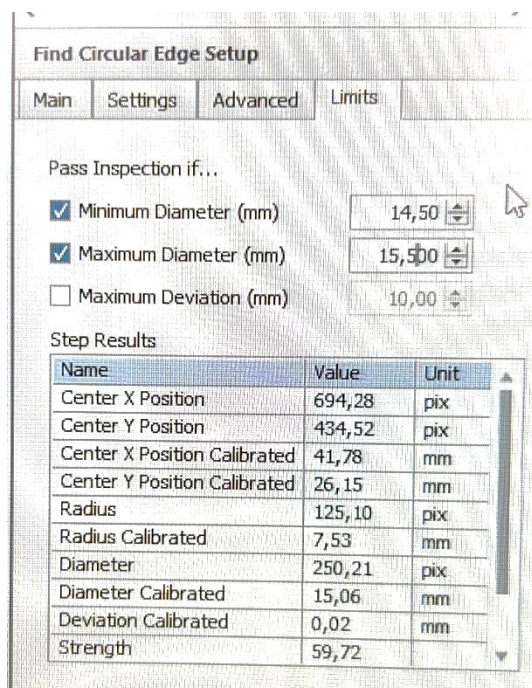 Find Circular Edge Setup
Main Settings Advanced Limits
Pass Inspection if...
Minimum Diameter (mm) 14,50
Maximum Diameter (mm) 15,500
Maximum Deviation (mm) 10,00
Step Results
Name Value Unit
Center X Position 694,28 pix
Center Y Position 434,52 pix
Center X Position Calibrated 41,78 mm
Center Y Position Calibrated 26,15 mm
Radius 125,10 pix
Radius Calibrated 7,53 mm
Diameter 250,21 pix
Diameter Calibrated 15,06 mm
Deviation Calibrated 0,02 mm
Strength 59,72